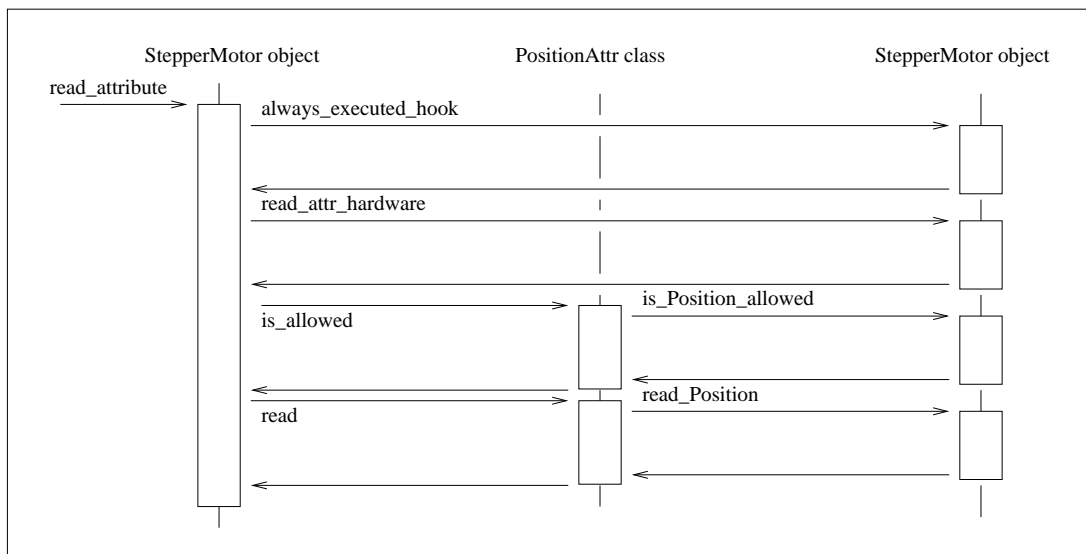 StepperMotor object
PositionAttr class
StepperMotor object
read_attribute
always_executed_hook
read_attr_hardware
is_allowed
is_Position_allowed
read
read_Position